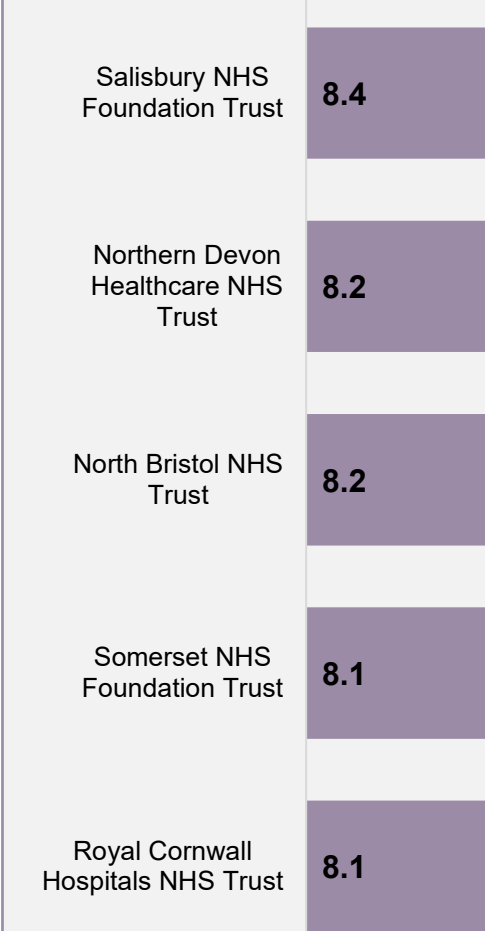 Salisbury NHS
Foundation Trust
8.4
Northern Devon
Healthcare NHS
Trust
8.2
North Bristol NHS
Trust
8.2
Somerset NHS
Foundation Trust
8.1
Royal Cornwall
Hospitals NHS Trust
8.1